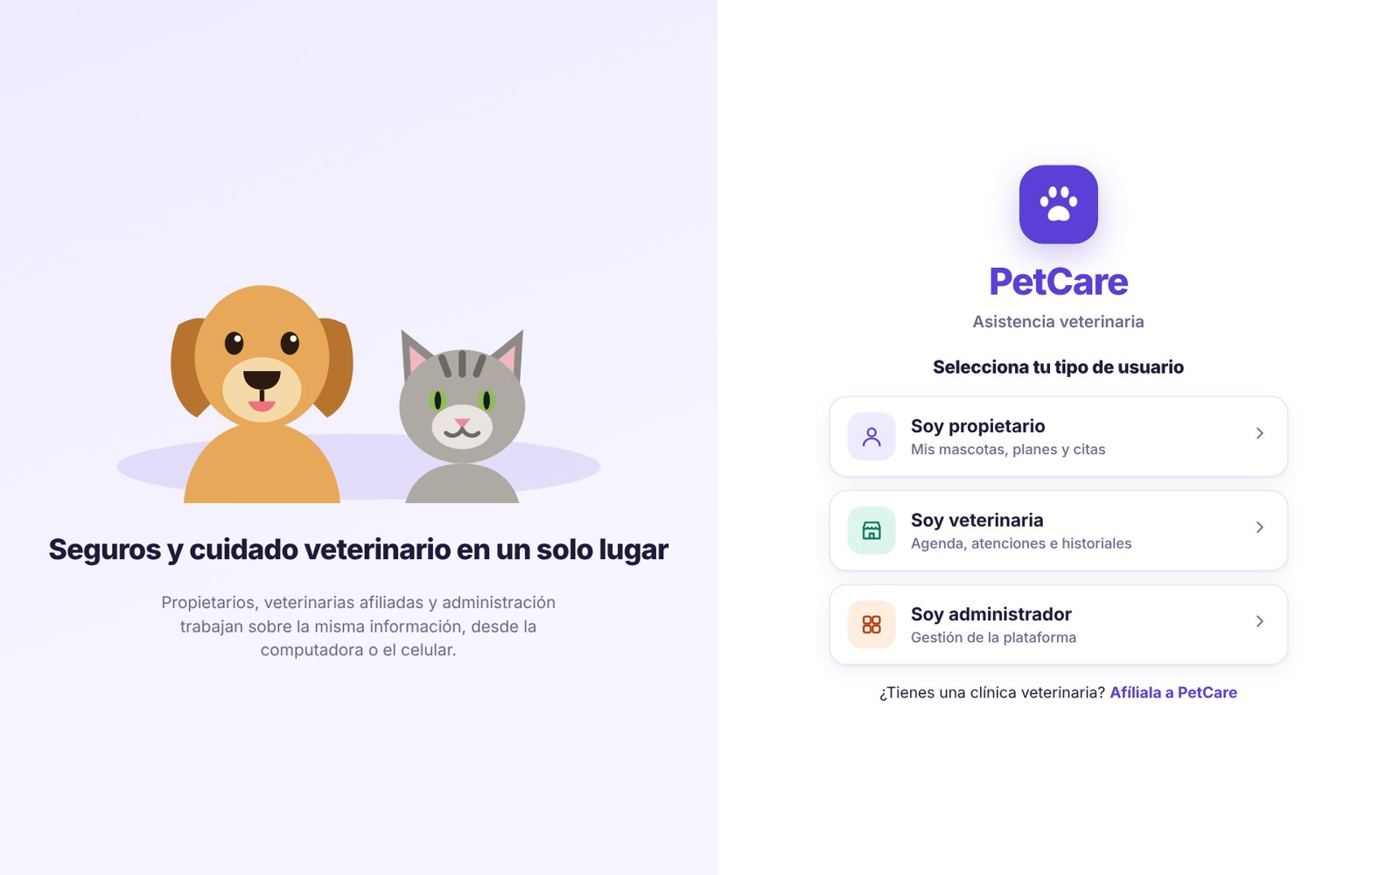 Seguros y cuidado veterinario en un solo lugar
Propietarios, veterinarias afiliadas y administración
trabajan sobre la misma información, desde la
computadora o el celular.
PetCare
Asistencia veterinaria
Selecciona tu tipo de usuario
Soy propietario
Mis mascotas, planes y citas
Soy veterinaria
Agenda, atenciones e historiales
Soy administrador
Gestión de la plataforma
¿Tienes una clínica veterinaria? Afíliala a PetCare